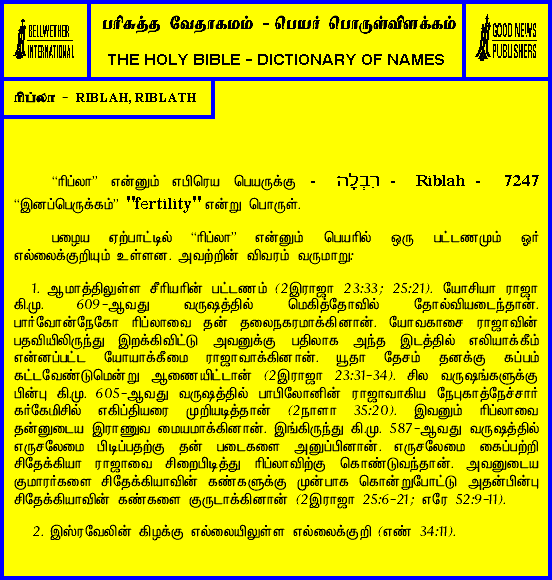 BELLWETHER
INTERNATIONAL
பரிசுத்த வேதாகமம் - பெயர் பொருள்விளக்கம்
THE HOLY BIBLE - DICTIONARY OF NAMES
GOOD NEWS
PUBLISHERS
ரிப்லா - RIBLAH, RIBLATH
“ரிப்லா” என்னும் எபிரெய பெயருக்கு - רִבְלָה - Riblah - 7247
“இனப்பெருக்கம்” "fertility" என்று பொருள்.
பழைய ஏற்பாட்டில் “ரிப்லா” என்னும் பெயரில் ஒரு பட்டணமும் ஓர்
எல்லைக்குறியும் உள்ளன. அவற்றின் விவரம் வருமாறு:
1. ஆமாத்திலுள்ள சீரியரின் பட்டணம் (2இராஜா 23:33; 25:21). யோசியா ராஜா
கி.மு. 609-ஆவது வருஷத்தில் மெகித்தோவில் தோல்வியடைந்தான்.
பார்வோன்நேகோ ரிப்லாவை தன் தலைநகரமாக்கினான். யோவகாசை ராஜாவின்
பதவியிலிருந்து இறக்கிவிட்டு அவனுக்கு பதிலாக அந்த இடத்தில் எலியாக்கீம்
என்னப்பட்ட யோயாக்கீமை ராஜாவாக்கினான். யூதா தேசம் தனக்கு கப்பம்
கட்டவேண்டுமென்று ஆணையிட்டான் (2இராஜா 23:31-34). சில வருஷங்களுக்கு
பின்பு கி.மு. 605-ஆவது வருஷத்தில் பாபிலோனின் ராஜாவாகிய நேபுகாத்நேச்சார்
கர்கேமிசில் எகிப்தியரை முறியடித்தான் (2நாளா 35:20). இவனும் ரிப்லாவை
தன்னுடைய இராணுவ மையமாக்கினான். இங்கிருந்து கி.மு. 587-ஆவது வருஷத்தில்
எருசலேமை பிடிப்பதற்கு தன் படைகளை அனுப்பினான். எருசலேமை கைப்பற்றி
சிதேக்கியா ராஜாவை சிறைபிடித்து ரிப்லாவிற்கு கொண்டுவந்தான். அவனுடைய
குமாரர்களை சிதேக்கியாவின் கண்களுக்கு முன்பாக கொன்றுபோட்டு அதன்பின்பு
சிதேக்கியாவின் கண்களை குருடாக்கினான் (2இராஜா 25:6-21; எரே 52:9-11).
2. இஸ்ரவேலின் கிழக்கு எல்லையிலுள்ள எல்லைக்குறி (எண் 34:11).